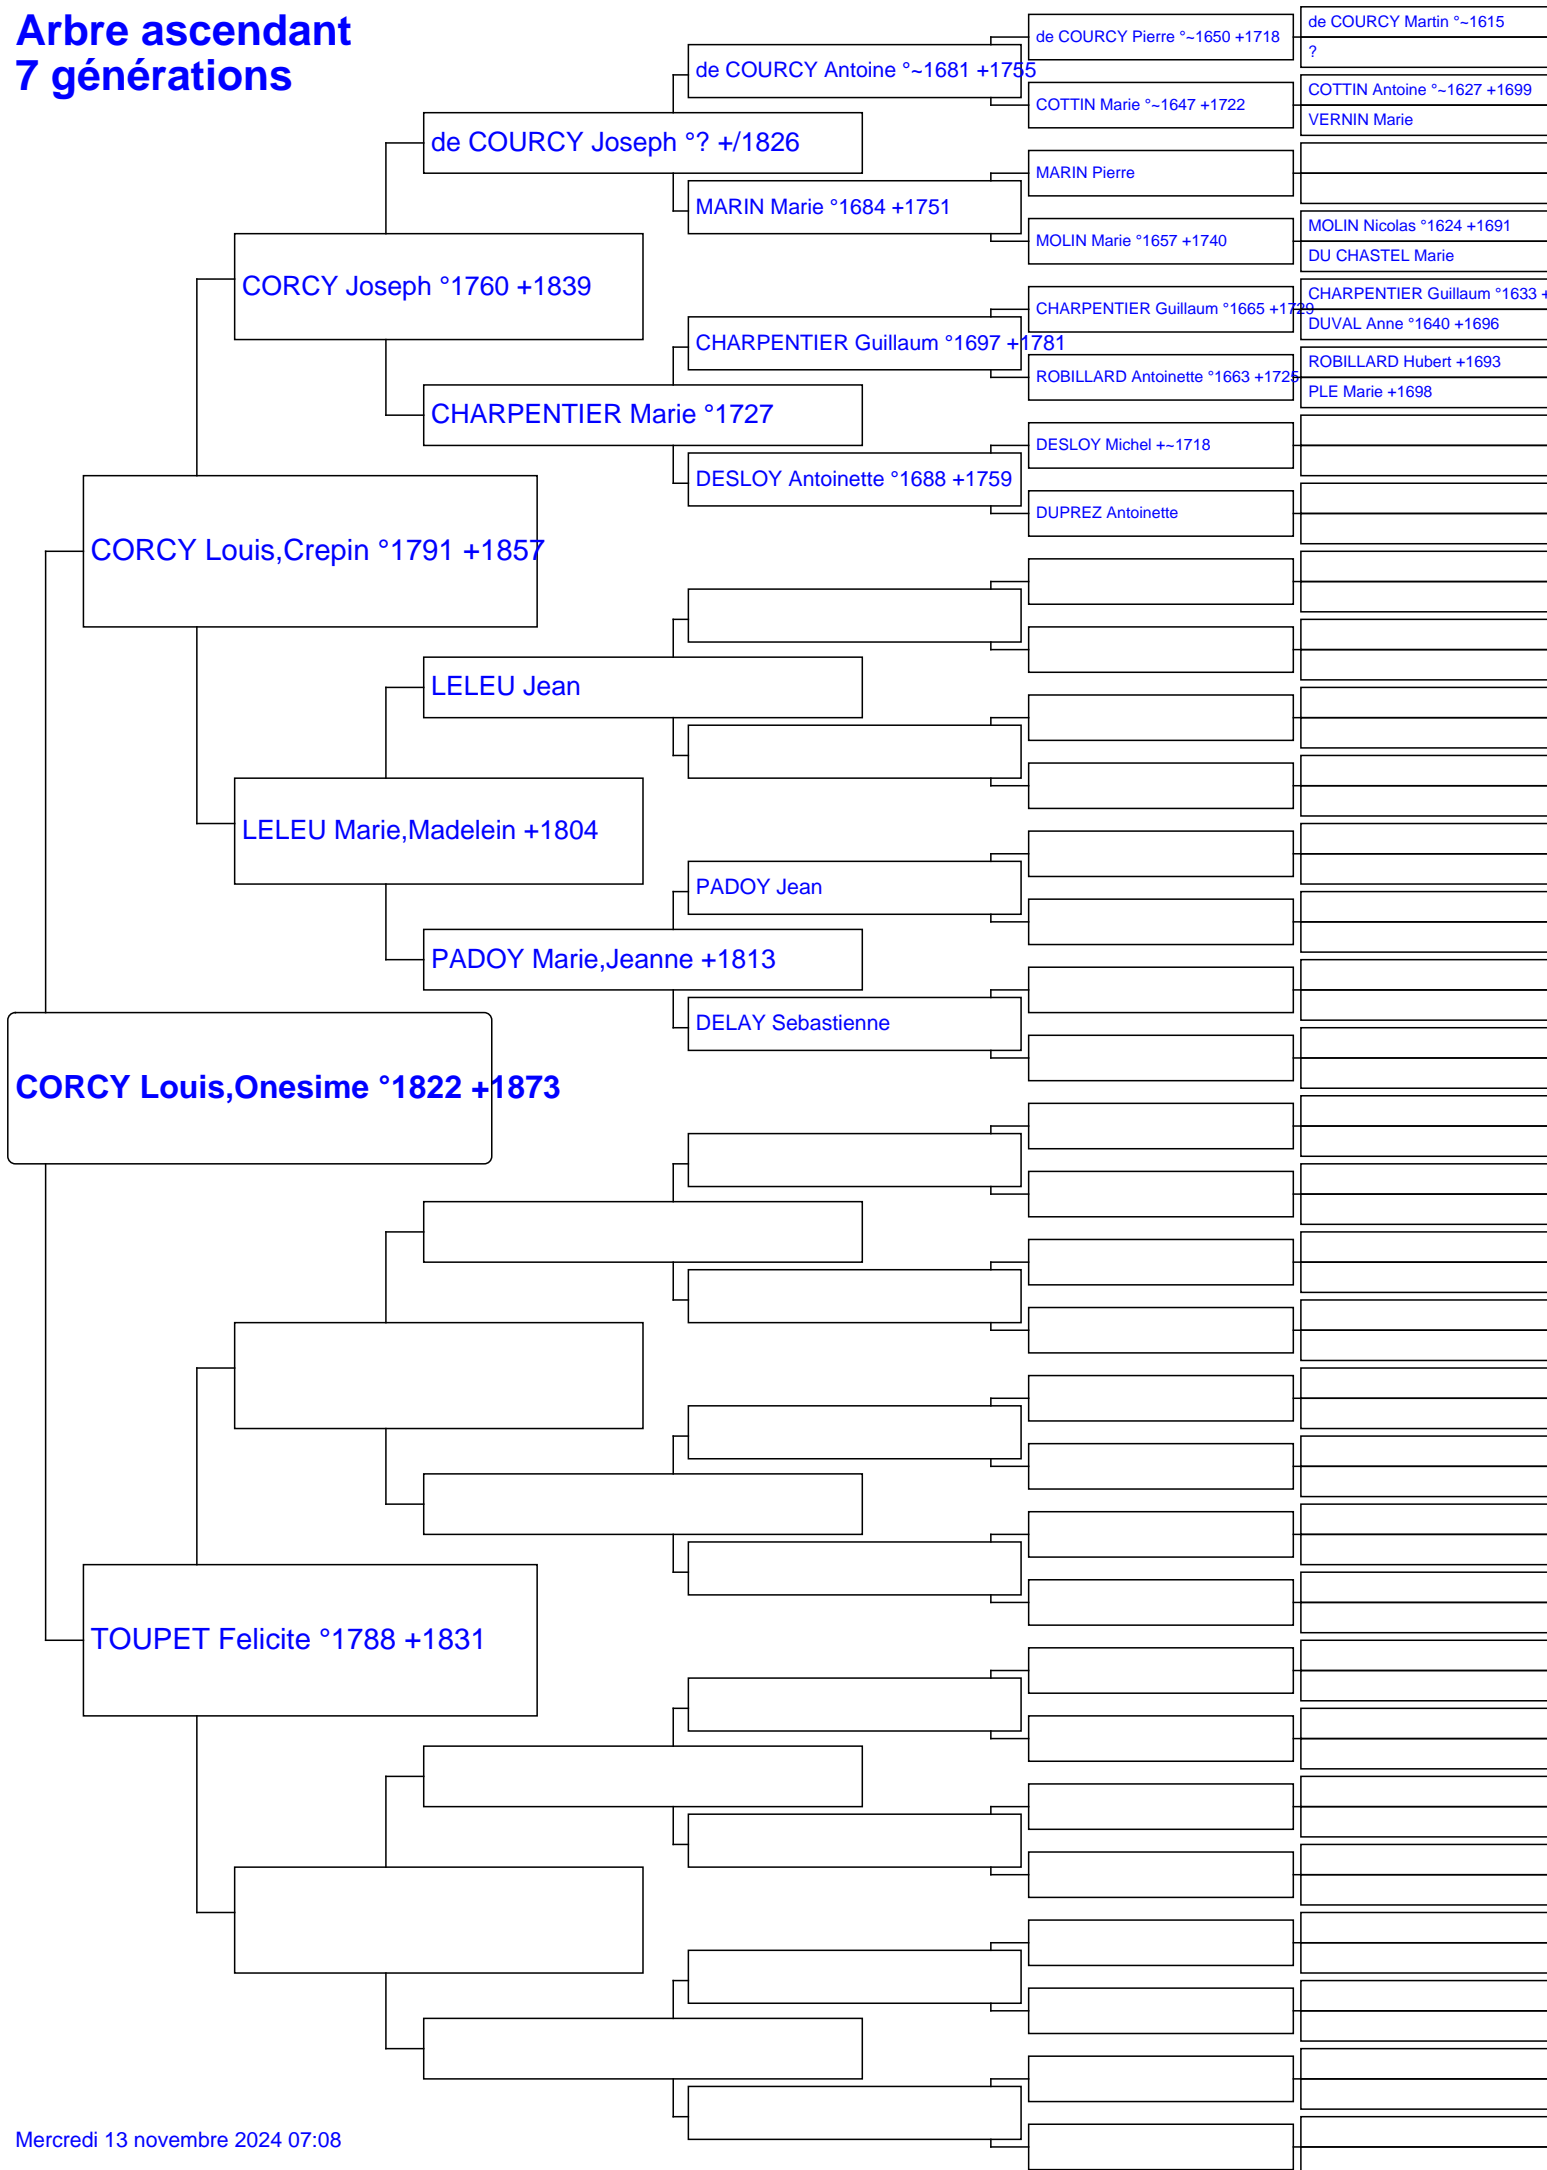 Arbre ascendant
7 générations
CORCY Louis,Onesime °1822 +1873
CORCY Louis,Crepin °1791 +1857
TOUPET Felicite °1788 +1831
CORCY Joseph °1760 +1839
LELEU Marie,Madelein +1804
de COURCY Joseph °? +/1826
CHARPENTIER Marie °1727
LELEU Jean
PADOY Marie,Jeanne +1813
de COURCY Antoine °~1681 +1755
MARIN Marie °1684 +1751
CHARPENTIER Guillaum °1697 +1781
DESLOY Antoinette °1688 +1759
PADOY Jean
DELAY Sebastienne
de COURCY Pierre °~1650 +1718
COTTIN Marie °~1647 +1722
MARIN Pierre
MOLIN Marie °1657 +1740
CHARPENTIER Guillaum °1665 +1729
ROBILLARD Antoinette °1663 +1725
DESLOY Michel +~1718
DUPREZ Antoinette
de COURCY Martin °~1615
?
COTTIN Antoine °~1627 +1699
VERNIN Marie
MOLIN Nicolas °1624 +1691
DU CHASTEL Marie
CHARPENTIER Guillaum °1633 +
DUVAL Anne °1640 +1696
ROBILLARD Hubert +1693
PLE Marie +1698
Mercredi 13 novembre 2024 07:08